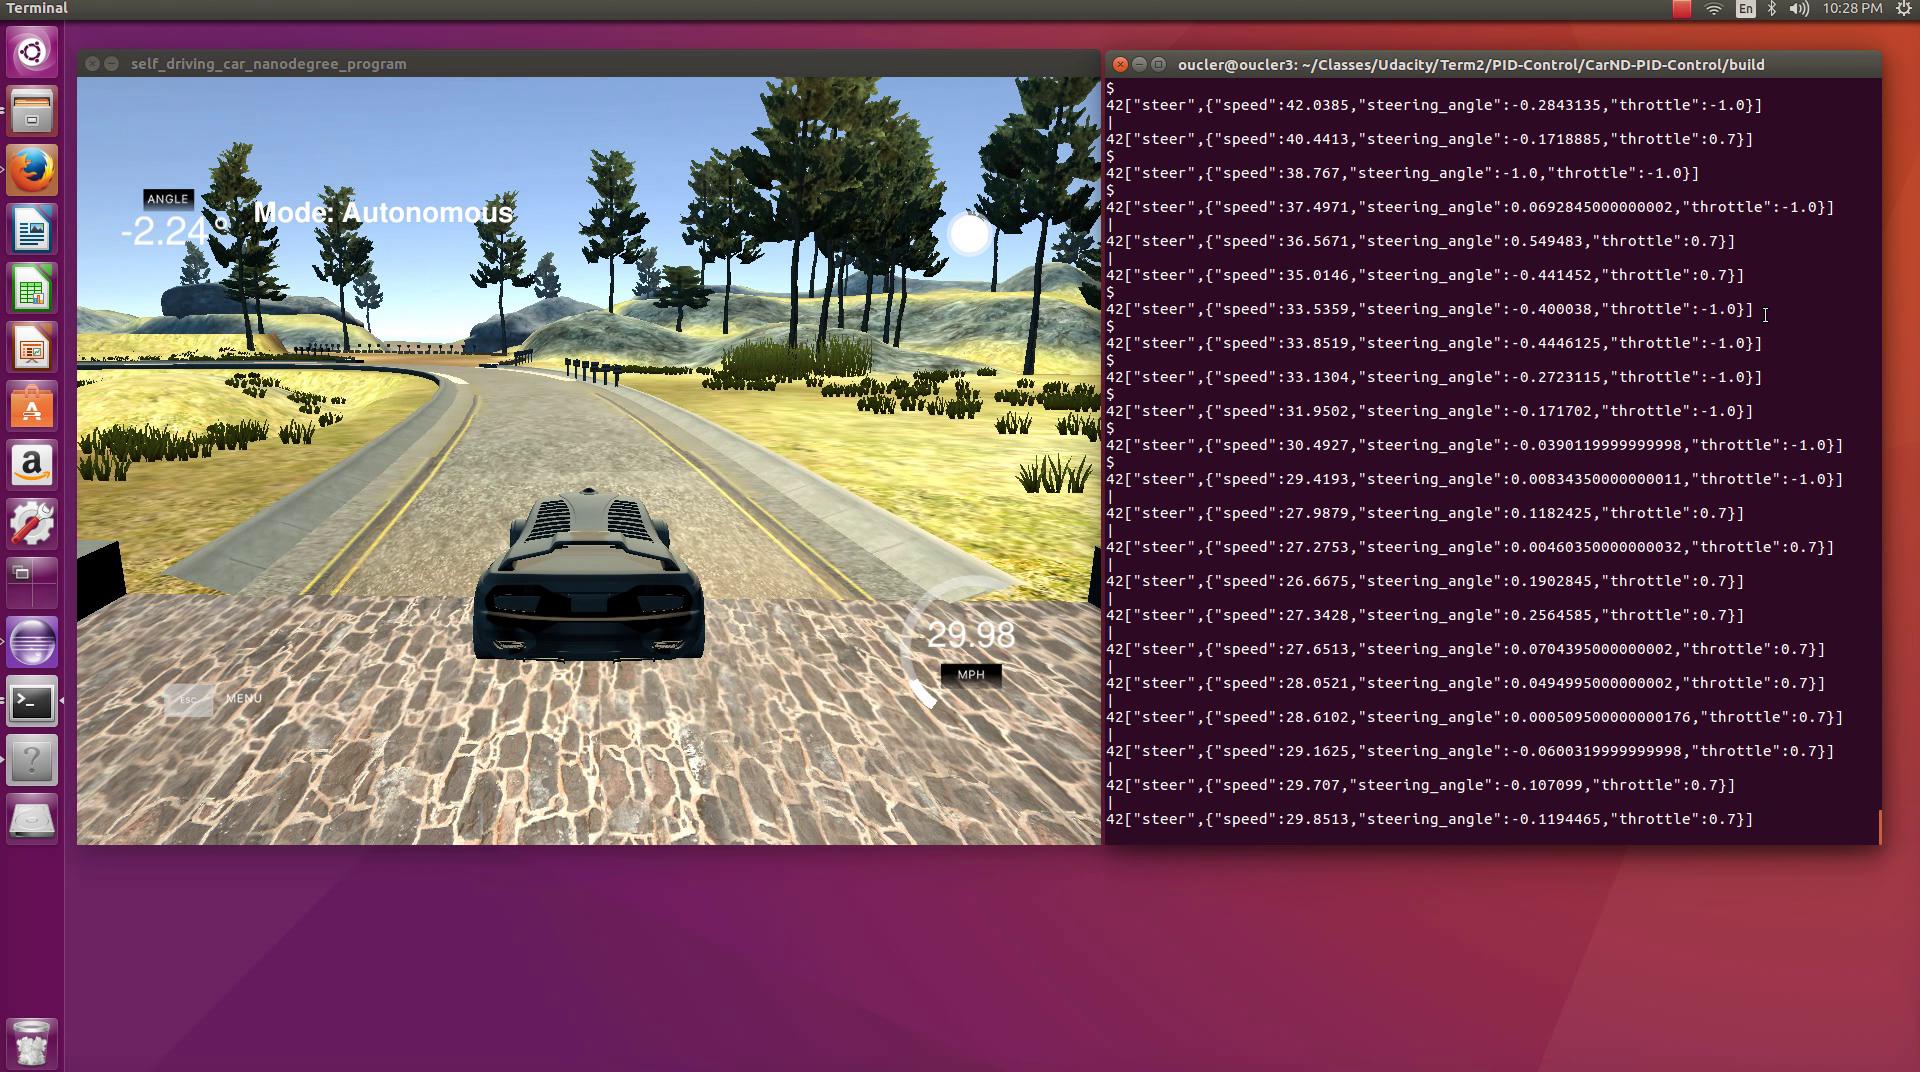 Terminal
En
10:28 PM
self_driving_car_nanodegree_program
ANGLE
-2.24°
Mode: Autonomous
29.98
MPH
ESC
MENU
oucler@oucler3: ~/Classes/Udacity/Term2/PID-Control/CarND-PID-Control/build
$
42["steer",{"speed":42.0385,"steering_angle":-0.2843135,"throttle":-1.0}]
|
42["steer",{"speed":40.4413,"steering_angle":-0.1718885,"throttle":0.7}]
$
42["steer",{"speed":38.767,"steering_angle":-1.0,"throttle":-1.0}]
$
42["steer",{"speed":37.4971,"steering_angle":0.0692845000000002,"throttle":-1.0}]
|
42["steer",{"speed":36.5671,"steering_angle":0.549483,"throttle":0.7}]
|
42["steer",{"speed":35.0146,"steering_angle":-0.441452,"throttle":0.7}]
$
42["steer",{"speed":33.5359,"steering_angle":-0.400038,"throttle":-1.0}]
$
42["steer",{"speed":33.8519,"steering_angle":-0.4446125,"throttle":-1.0}]
$
42["steer",{"speed":33.1304,"steering_angle":-0.2723115,"throttle":-1.0}]
$
42["steer",{"speed":31.9502,"steering_angle":-0.171702,"throttle":-1.0}]
$
42["steer",{"speed":30.4927,"steering_angle":-0.0390119999999998,"throttle":-1.0}]
$
42["steer",{"speed":29.4193,"steering_angle":0.00834350000000011,"throttle":-1.0}]
|
42["steer",{"speed":27.9879,"steering_angle":0.1182425,"throttle":0.7}]
|
42["steer",{"speed":27.2753,"steering_angle":0.00460350000000032,"throttle":0.7}]
|
42["steer",{"speed":26.6675,"steering_angle":0.1902845,"throttle":0.7}]
|
42["steer",{"speed":27.3428,"steering_angle":0.2564585,"throttle":0.7}]
|
42["steer",{"speed":27.6513,"steering_angle":0.0704395000000002,"throttle":0.7}]
|
42["steer",{"speed":28.0521,"steering_angle":0.0494995000000002,"throttle":0.7}]
|
42["steer",{"speed":28.6102,"steering_angle":0.000509500000000176,"throttle":0.7}]
|
42["steer",{"speed":29.1625,"steering_angle":-0.0600319999999998,"throttle":0.7}]
|
42["steer",{"speed":29.707,"steering_angle":-0.107099,"throttle":0.7}]
|
42["steer",{"speed":29.8513,"steering_angle":-0.1194465,"throttle":0.7}]